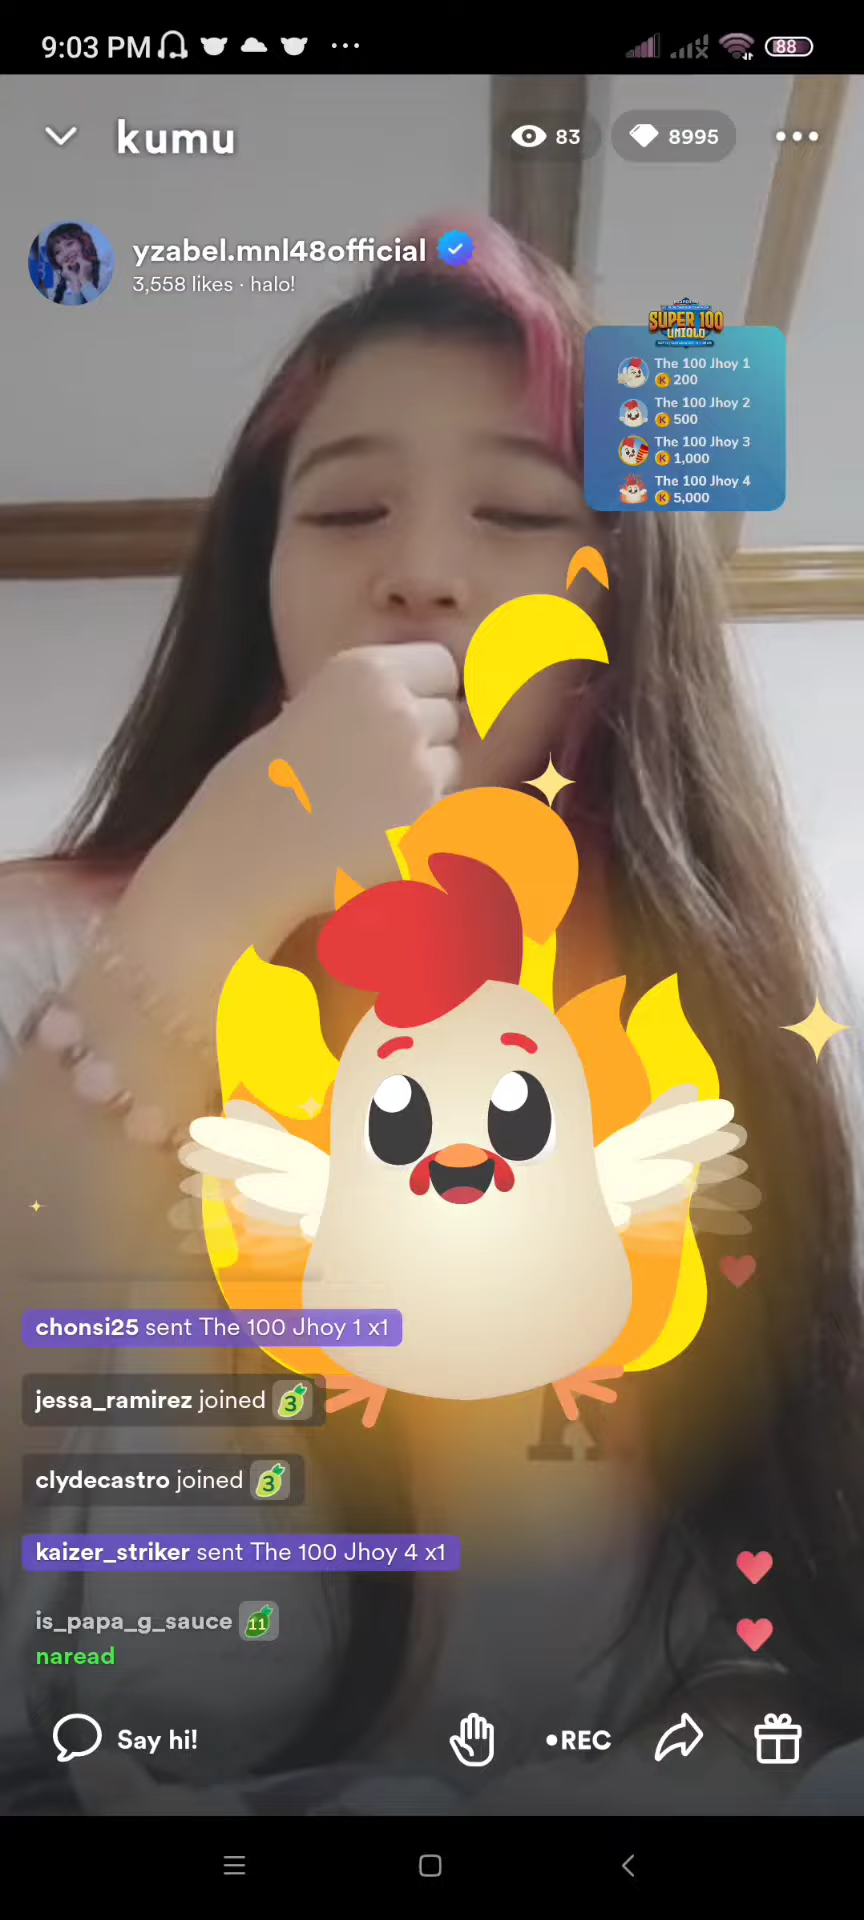 9:03 PM
88
kumu
83
8995
yzabel.mnl48official
3,558 likes · halo!
SUPER 100
UNIQLO
The 100 Jhoy 1
K 200
The 100 Jhoy 2
K 500
The 100 Jhoy 3
K 1,000
The 100 Jhoy 4
K 5,000
chonsi25 sent The 100 Jhoy 1 x1
jessa_ramirez joined 3
clydecastro joined 3
kaizer_striker sent The 100 Jhoy 4 x1
is_papa_g_sauce 11
naread
Say hi!
•REC